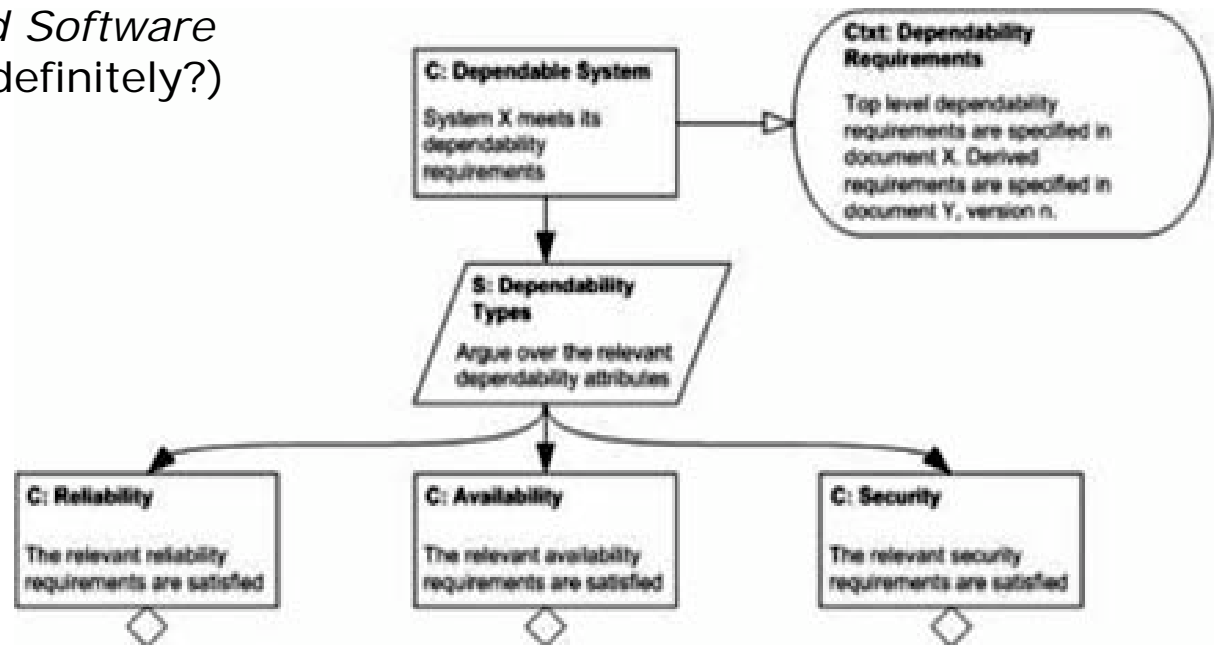 d Software
definitely?)
C: Dependable System
System X meets its
dependability
requirements
Ctxt: Dependability
Requirements
Top level dependability
requirements are specified in
document X. Derived
requirements are specified in
document Y, version n.
S: Dependability
Types
Argue over the relevant
dependability attributes
C: Reliability
The relevant reliability
requirements are satisfied
C: Availability
The relevant availability
requirements are satisfied
C: Security
The relevant security
requirements are satisfied